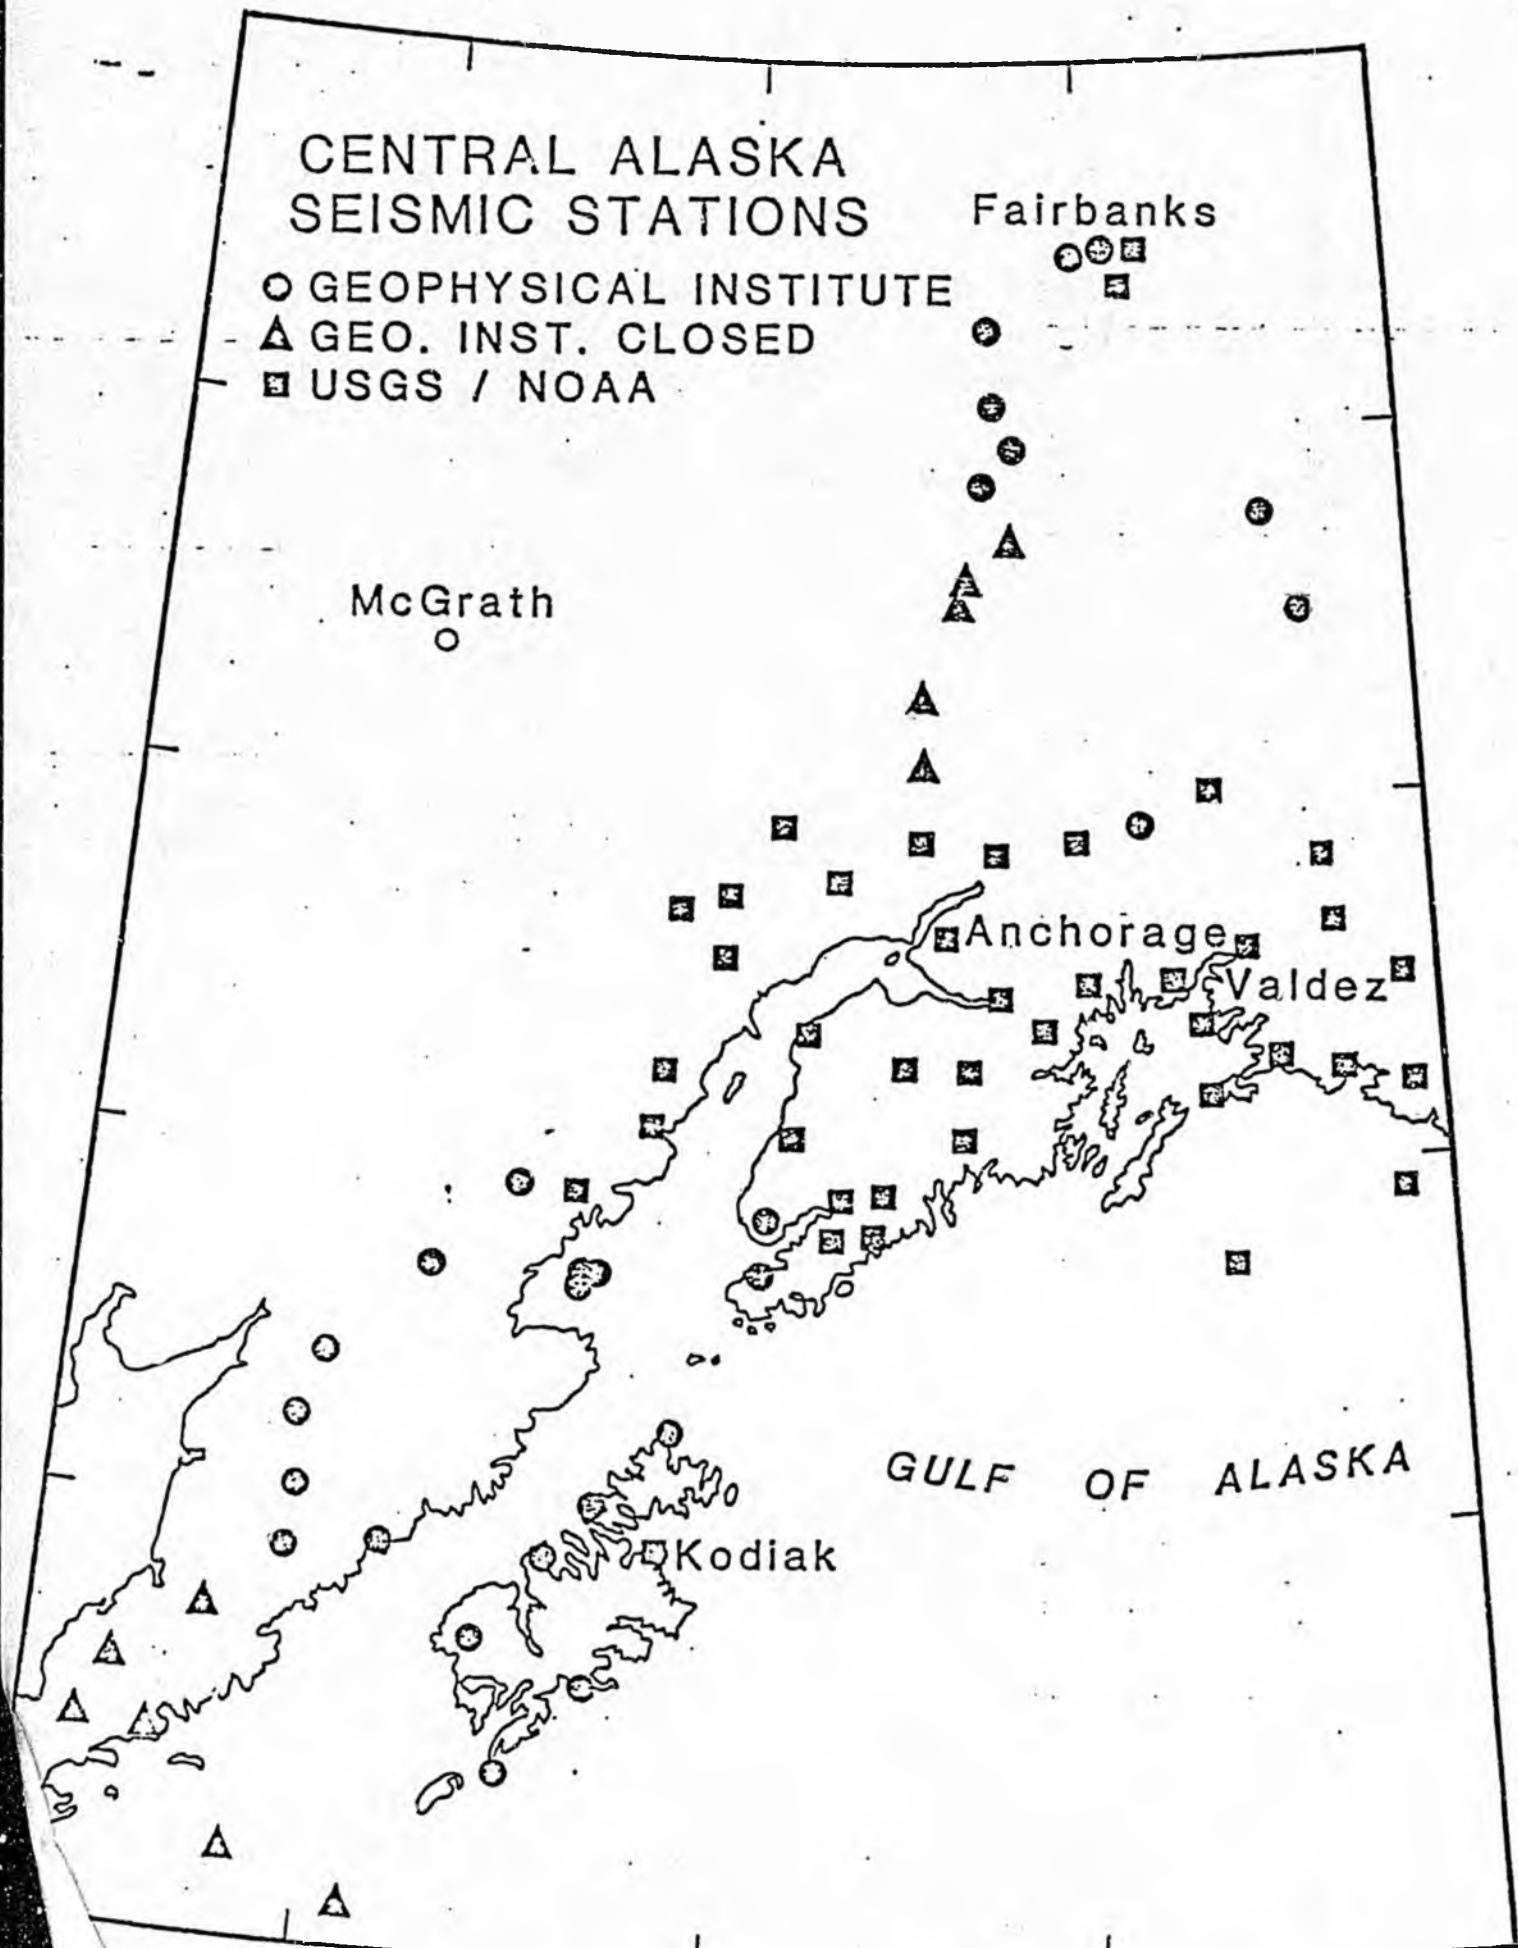 CENTRAL ALASKA
SEISMIC STATIONS
GEOPHYSICAL INSTITUTE
GEO. INST. CLOSED
USGS / NOAA
Fairbanks
McGrath
Anchorage
Valdez
GULF OF ALASKA
Kodiak